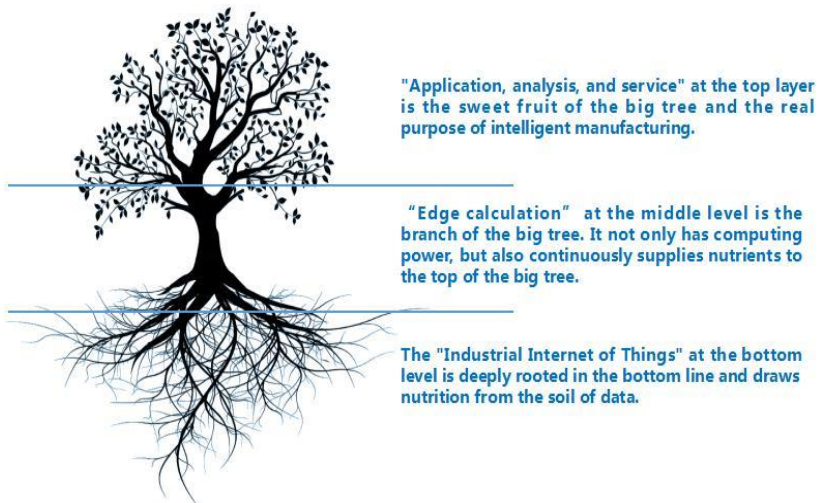 "Application, analysis, and service" at the top layer
is the sweet fruit of the big tree and the real
purpose of intelligent manufacturing.
“Edge calculation” at the middle level is the
branch of the big tree. It not only has computing
power, but also continuously supplies nutrients to
the top of the big tree.
The "Industrial Internet of Things" at the bottom
level is deeply rooted in the bottom line and draws
nutrition from the soil of data.